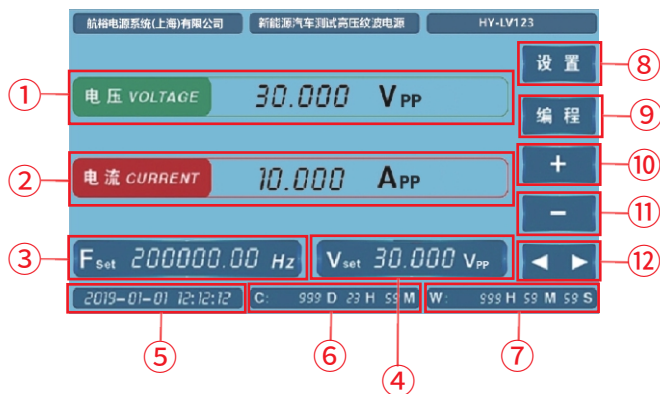 航裕电源系统(上海)有限公司 新能源汽车测试高压纹波电源 HY-LV123
设 置 ⑧
① 电 压 VOLTAGE 30.000 VPP
编 程 ⑨
+ ⑩
② 电 流 CURRENT 10.000 APP
− ⑪
③ FSet 200000.00 Hz Vset 30.000 VPP ◀ ▶ ⑫
2019-01-01 12:12:12 C: 999 D 23 H 59 M W: 999 H 59 M 59 S
⑤ ⑥ ④ ⑦